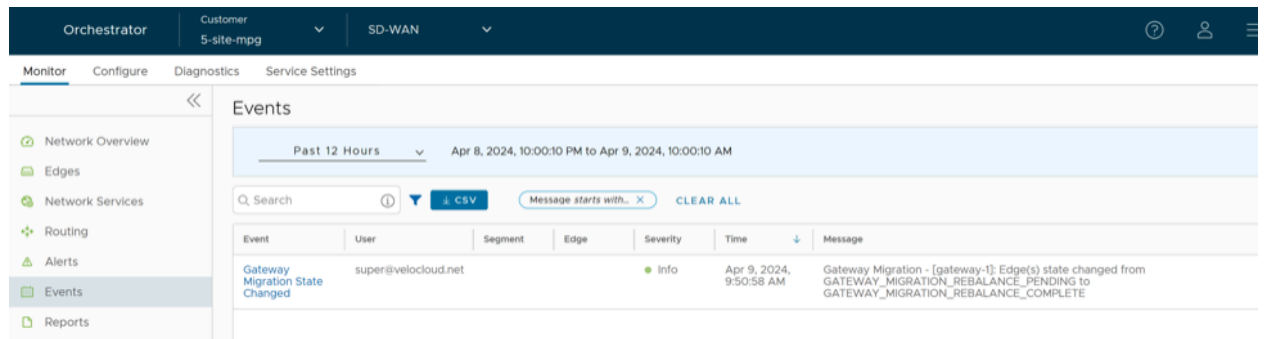 Orchestrator
Customer
5-site-mpg
SD-WAN
Monitor Configure Diagnostics Service Settings
Events
Network Overview
Edges
Network Services
Routing
Alerts
Events
Reports
Past 12 Hours
Apr 8, 2024, 10:00:10 PM to Apr 9, 2024, 10:00:10 AM
Search
CSV
Message starts with..
CLEAR ALL
Event User Segment Edge Severity Time Message
Gateway
Migration State
Changed
super@velocloud.net
Info
Apr 9, 2024,
9:50:58 AM
Gateway Migration - [gateway-1]: Edge(s) state changed from
GATEWAY_MIGRATION_REBALANCE_PENDING to
GATEWAY_MIGRATION_REBALANCE_COMPLETE